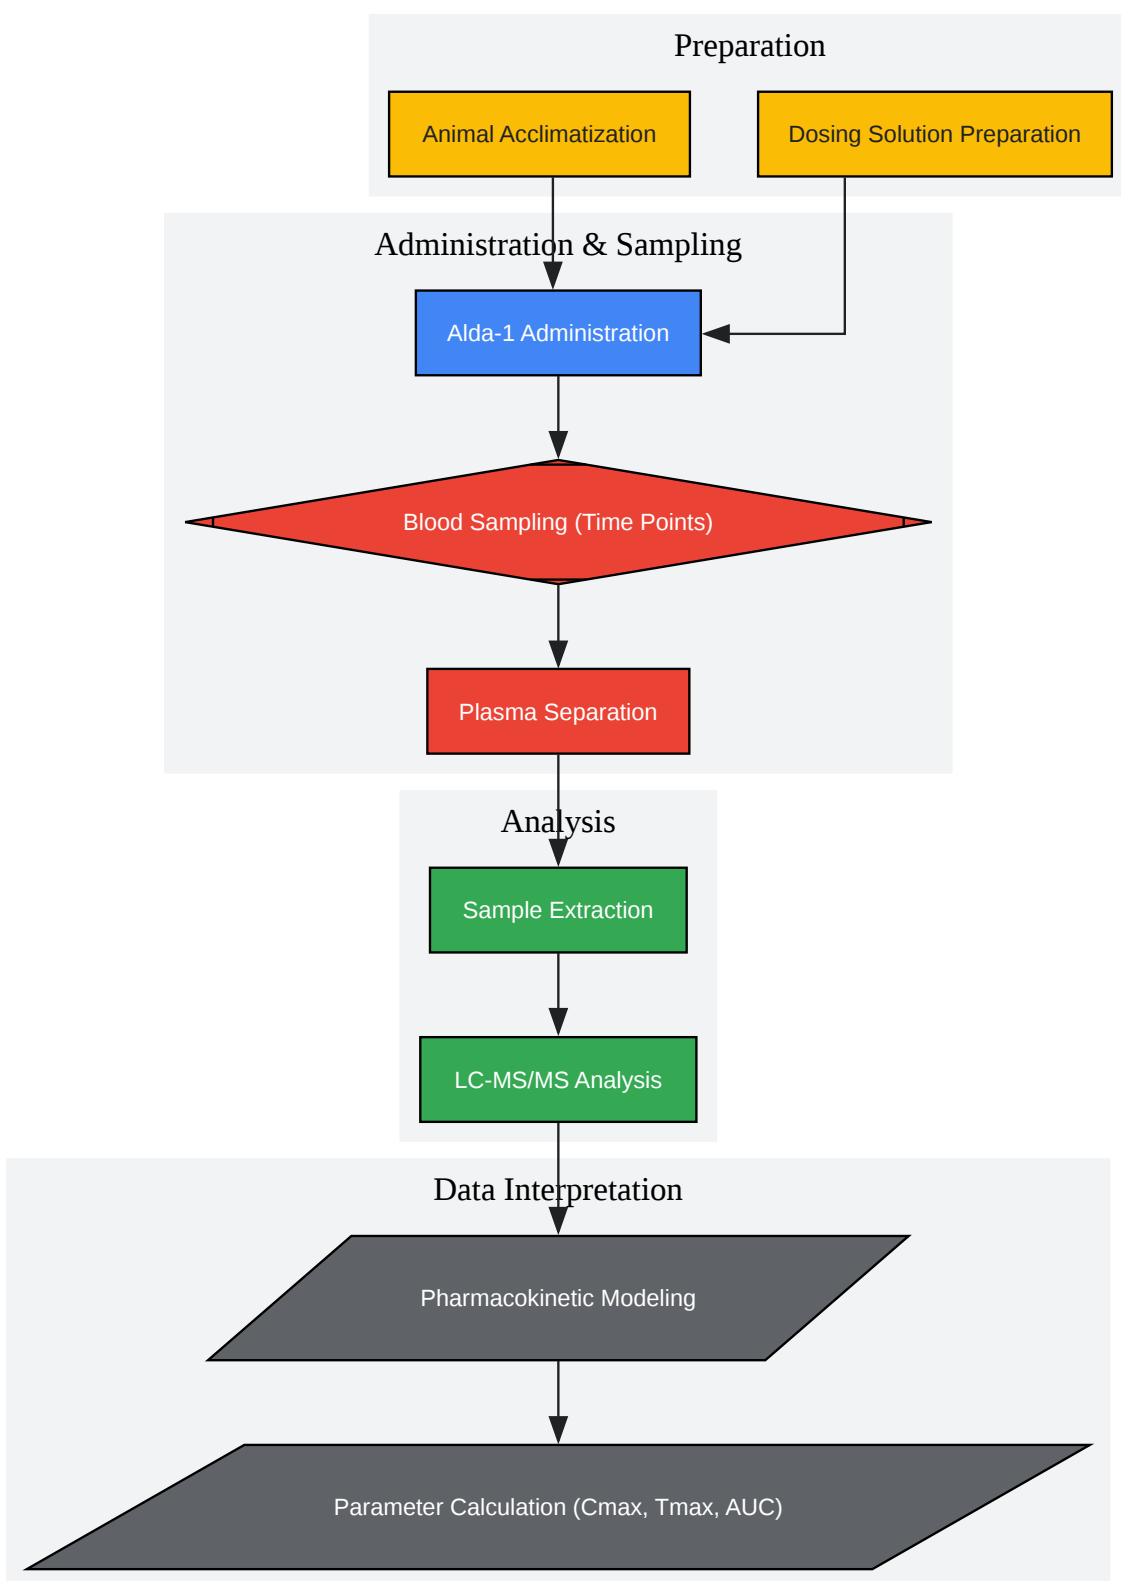 Preparation
Animal Acclimatization
Dosing Solution Preparation
Administration & Sampling
Alda-1 Administration
Blood Sampling (Time Points)
Plasma Separation
Analysis
Sample Extraction
LC-MS/MS Analysis
Data Interpretation
Pharmacokinetic Modeling
Parameter Calculation (Cmax, Tmax, AUC)